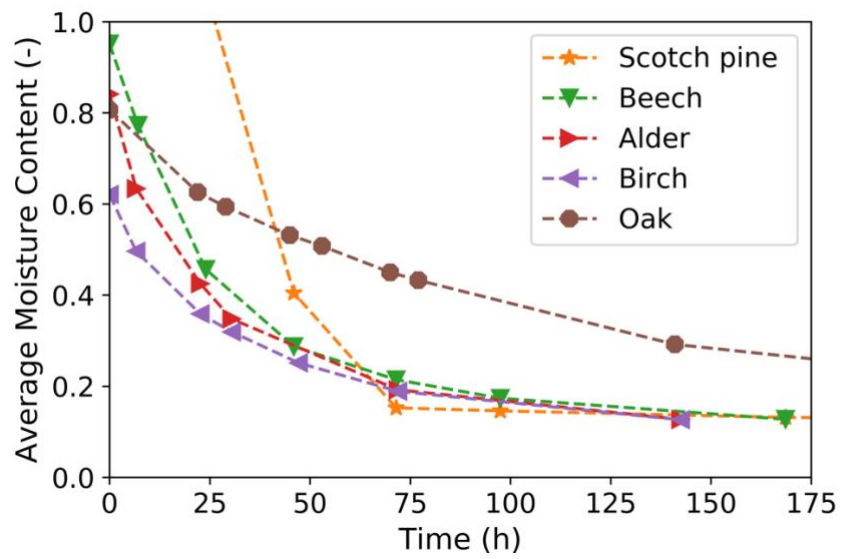 1.0
0.8
0.6
0.4
0.2
0.0
Average Moisture Content (-)
Scotch pine
Beech
Alder
Birch
Oak
0 25 50 75 100 125 150 175
Time (h)